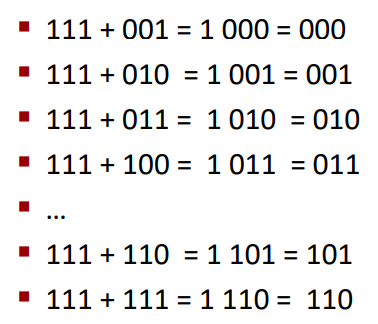 ▪ 111 + 001 = 1 000 = 000
▪ 111 + 010 = 1 001 = 001
▪ 111 + 011 = 1 010 = 010
▪ 111 + 100 = 1 011 = 011
▪ ...
▪ 111 + 110 = 1 101 = 101
▪ 111 + 111 = 1 110 = 110